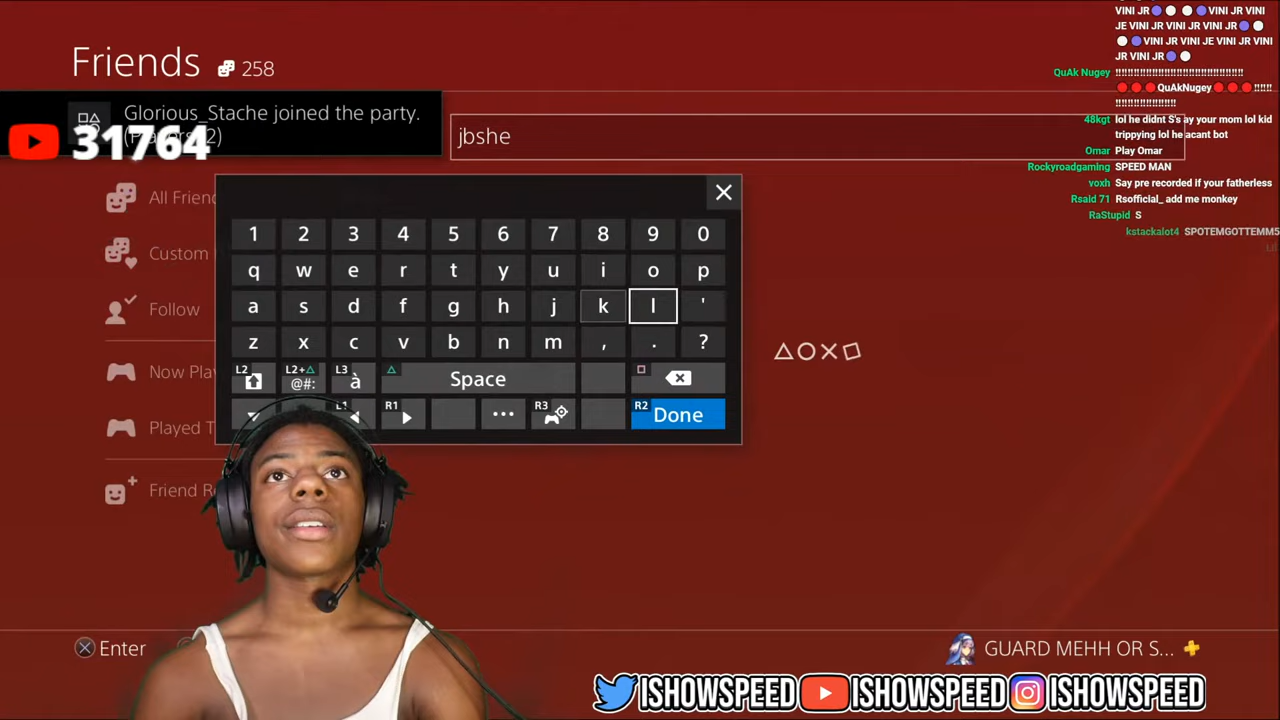 Friends 258
Glorious_Stache joined the party.
31764
jbshe
All Frien
Custom
Follow
Now Pla
Played T
Friend R
1 2 3 4 5 6 7 8 9 0
q w e r t y u i o p
a s d f g h j k l '
z x c v b n m , . ?
L2 L2+△ @#: L3 à △ Space □
L1 R1 ... R3 R2 Done
△○×□
Enter
GUARD MEHH OR S...
ISHOWSPEED ISHOWSPEED ISHOWSPEED
VINI JR VINI JR VINI
JE VINI JR VINI JR VINI JR
VINI JR VINI JE VINI JR VINI
JR VINI JR
QuAk Nugey !!!!!!!!!!!!!!!!!!!!!!!!!!!!!!!!!!!!!!!!!!!
QuAkNugey !!!!!!
!!!!!!!!!!!!!!!!!!!!
48kgt lol he didnt S's ay your mom lol kid
trippying lol he acant bot
Omar Play Omar
Rockyroadgaming SPEED MAN
voxh Say pre recorded if your fatherless
Rsaid 71 Rsofficial_ add me monkey
RaStupid S
kstackalot4 SPOTEMGOTTEMM5